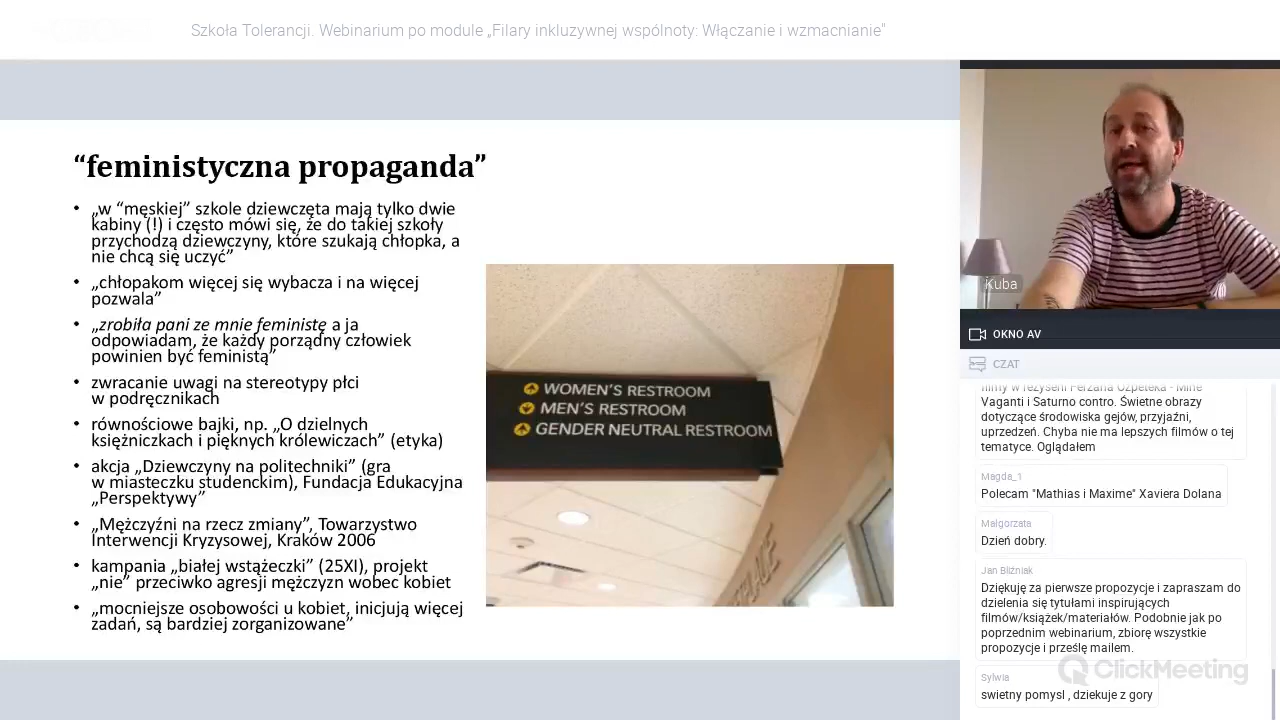 Szkoła Tolerancji. Webinarium po module „Filary inkluzywnej wspólnoty: Włączanie i wzmacnianie"
“feministyczna propaganda”
• „w “męskiej” szkole dziewczęta mają tylko dwie
kabiny (!) i często mówi się, że do takiej szkoły
przychodzą dziewczyny, które szukają chłopka, a
nie chcą się uczyć”
• „chłopakom więcej się wybacza i na więcej
pozwala”
• „zrobiła pani ze mnie feministę a ja
odpowiadam, że każdy porządny człowiek
powinien być feministą”
• zwracanie uwagi na stereotypy płci
w podręcznikach
• równościowe bajki, np. „O dzielnych
księżniczkach i pięknych królewiczach” (etyka)
• akcja „Dziewczyny na politechniki” (gra
w miasteczku studenckim), Fundacja Edukacyjna
„Perspektywy”
• „Mężczyźni na rzecz zmiany”, Towarzystwo
Interwencji Kryzysowej, Kraków 2006
• kampania „białej wstążeczki” (25XI), projekt
„nie” przeciwko agresji mężczyzn wobec kobiet
• „mocniejsze osobowości u kobiet, inicjują więcej
zadań, są bardziej zorganizowane”
WOMEN'S RESTROOM
MEN'S RESTROOM
GENDER NEUTRAL RESTROOM
Kuba
OKNO AV
CZAT
filmy w reżyserii Ferzana Ozpeteka - Mine
Vaganti i Saturno contro. Świetne obrazy
dotyczące środowiska gejów, przyjaźni,
uprzedzeń. Chyba nie ma lepszych filmów o tej
tematyce. Oglądałem
Magda_1
Polecam "Mathias i Maxime" Xaviera Dolana
Małgorzata
Dzień dobry.
Jan Bliźniak
Dziękuję za pierwsze propozycje i zapraszam do
dzielenia się tytułami inspirujących
filmów/książek/materiałów. Podobnie jak po
poprzednim webinarium, zbiorę wszystkie
propozycje i prześlę mailem.
ClickMeeting
Sylwia
swietny pomysl , dziekuje z gory